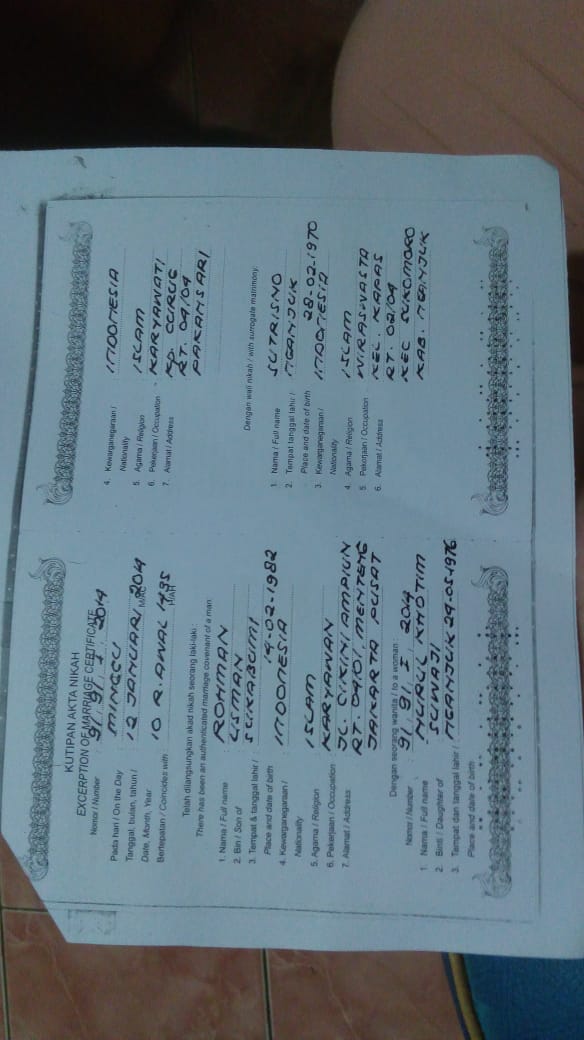 KUTIPAN AKTA NIKAH
EXCERPTION OF MARRIAGE CERTIFICATE
Nomor / Number : 91, 91, I, 2014
Pada hari / On the Day : MINGGU
Tanggal, bulan, tahun / : 12 JANUARI, 2014 M/AC
Date, Month, Year
Bertepatan / Coincides with : 10 R. AWAL 1435 H/AH
Telah dilangsungkan akad nikah seorang laki-laki :
There has been an authenticated marriage covenant of a man:
1. Nama / Full name : ROHMAN
2. Bin / Son of : USMAN
3. Tempat & tanggal lahir / : SUKABUMI
Place and date of birth 14-02-1982
4. Kewarganegaraan / : INDONESIA
Nationality
5. Agama / Religion : ISLAM
6. Pekerjaan / Occupation : KARYAWAN
7. Alamat / Address : JL. CIKINI AMPIUN
RT. 04/01, MENTENG
JAKARTA PUSAT
Dengan seorang wanita / to a woman :
Nomor / Number : 91, 91, I, 2014
1. Nama / Full name : NURUL KHOTIM
2. Binti / Daughter of : SUWAJI
3. Tempat dan tanggal lahir / : NGANJUK 24-05-1976
Place and date of birth
4. Kewarganegaraan / : INDONESIA
Nationality
5. Agama / Religion : ISLAM
6. Pekerjaan / Occupation : KARYAWATI
7. Alamat / Address : KP. CURUG
RT. 04/04
PAKANSARI
Dengan wali nikah / with surrogate matrimony:
1. Nama / Full name : SUTRISNO
2. Tempat tanggal lahir / : NGANJUK
Place and date of birth 28-02-1970
3. Kewarganegaraan / : INDONESIA
Nationality
4. Agama / Religion : ISLAM
5. Pekerjaan / Occupation : WIRASWASTA
6. Alamat / Address : KEL. KAPAS
RT. 02/04
KEC SUKOMORO
KAB. NGANJUK